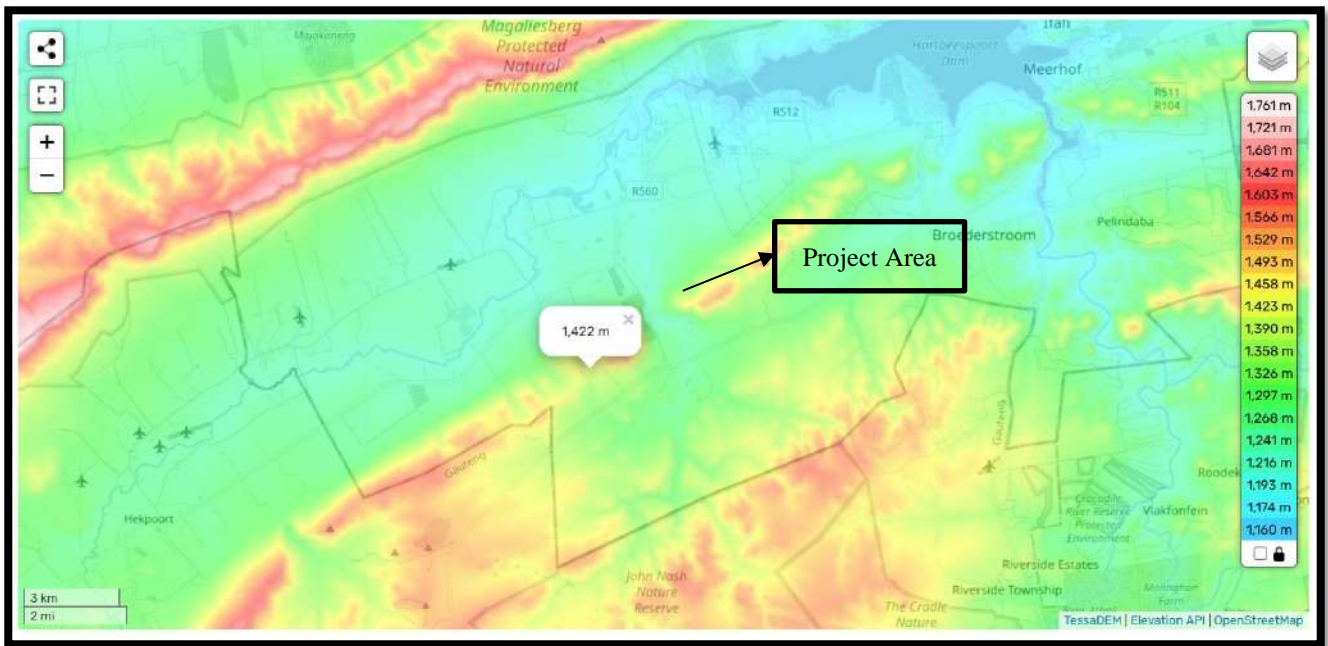 Magaliesberg
Protected
Natural
Environment
Majakaneng
Ifafi
Hartbeespoort
Dam
Meerhof
R511
R104
R512
R560
Pelindaba
Broederstroom
Project Area
1,422 m
+
−
1,761 m
1,721 m
1,681 m
1,642 m
1,603 m
1,566 m
1,529 m
1,493 m
1,458 m
1,423 m
1,390 m
1,358 m
1,326 m
1,297 m
1,268 m
1,241 m
1,216 m
1,193 m
1,174 m
1,160 m
Gauteng
Gauteng
Hekpoort
Crocodile
River Reserve
Protected
Environment
Vlakfontein
Riverside Estates
Riverside Township
John Nash
Nature
Reserve
The Cradle
Nature
Monaghan
Farm
3 km
2 mi
TessaDEM | Elevation API | OpenStreetMap